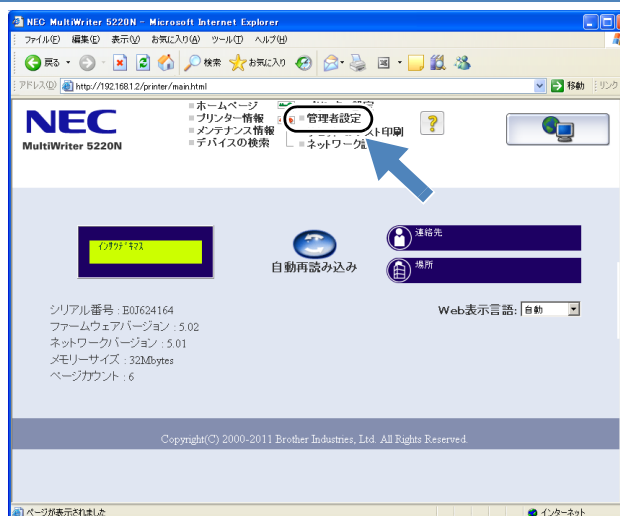 NEC MultiWriter 5220N - Microsoft Internet Explorer
ファイル(F) 編集(E) 表示(V) お気に入り(A) ツール(T) ヘルプ(H)
戻る 検索 お気に入り
アドレス(D) http://192.168.1.2/printer/main.html 移動 リンク
NEC
MultiWriter 5220N
ホームページ
プリンター情報
メンテナンス情報
デバイスの検索
管理者設定
スト印刷
ネットワーク
?
インサツデキマス
自動再読み込み
連絡先
場所
シリアル番号 : E0J624164
ファームウェアバージョン : 5.02
ネットワークバージョン : 5.01
メモリーサイズ : 32Mbytes
ページカウント : 6
Web表示言語: 自動
Copyright(C) 2000-2011 Brother Industries, Ltd. All Rights Reserved.
ページが表示されました インターネット